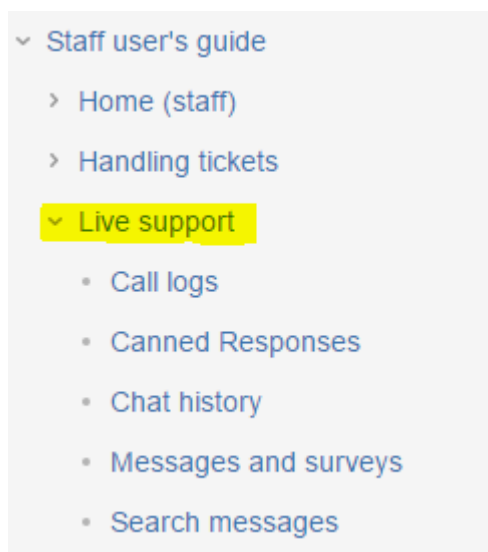 Staff user's guide
Home (staff)
Handling tickets
Live support
Call logs
Canned Responses
Chat history
Messages and surveys
Search messages